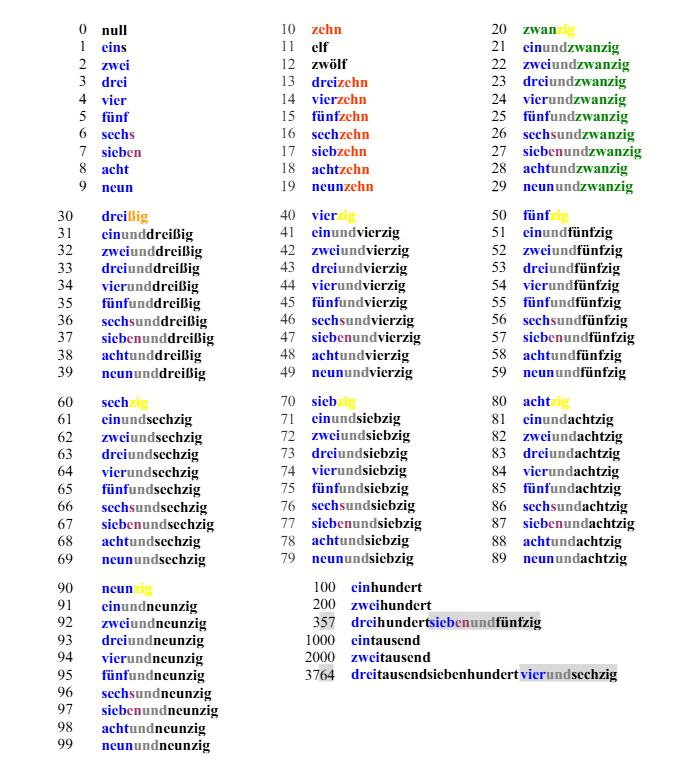 0 null
1 eins
2 zwei
3 drei
4 vier
5 fünf
6 sechs
7 sieben
8 acht
9 neun
10 zehn
11 elf
12 zwölf
13 dreizehn
14 vierzehn
15 fünfzehn
16 sechzehn
17 siebzehn
18 achtzehn
19 neunzehn
20 zwanzig
21 einundzwanzig
22 zweiundzwanzig
23 dreiundzwanzig
24 vierundzwanzig
25 fünfundzwanzig
26 sechsundzwanzig
27 siebenundzwanzig
28 achtundzwanzig
29 neunundzwanzig
30 dreißig
31 einunddreißig
32 zweiunddreißig
33 dreiunddreißig
34 vierunddreißig
35 fünfunddreißig
36 sechsunddreißig
37 siebenunddreißig
38 achtunddreißig
39 neununddreißig
40 vierzig
41 einundvierzig
42 zweiundvierzig
43 dreiundvierzig
44 vierundvierzig
45 fünfundvierzig
46 sechsundvierzig
47 siebenundvierzig
48 achtundvierzig
49 neunundvierzig
50 fünfzig
51 einundfünfzig
52 zweiundfünfzig
53 dreiundfünfzig
54 vierundfünfzig
55 fünfundfünfzig
56 sechsundfünfzig
57 siebenundfünfzig
58 achtundfünfzig
59 neunundfünfzig
60 sechzig
61 einundsechzig
62 zweiundsechzig
63 dreiundsechzig
64 vierundsechzig
65 fünfundsechzig
66 sechsundsechzig
67 siebenundsechzig
68 achtundsechzig
69 neunundsechzig
70 siebzig
71 einundsiebzig
72 zweiundsiebzig
73 dreiundsiebzig
74 vierundsiebzig
75 fünfundsiebzig
76 sechsundsiebzig
77 siebenundsiebzig
78 achtundsiebzig
79 neunundsiebzig
80 achtzig
81 einundachtzig
82 zweiundachtzig
83 dreiundachtzig
84 vierundachtzig
85 fünfundachtzig
86 sechsundachtzig
87 siebenundachtzig
88 achtundachtzig
89 neunundachtzig
90 neunzig
91 einundneunzig
92 zweiundneunzig
93 dreiundneunzig
94 vierundneunzig
95 fünfundneunzig
96 sechsundneunzig
97 siebenundneunzig
98 achtundneunzig
99 neunundneunzig
100 einhundert
200 zweihundert
357 dreihundertsiebenundfünfzig
1000 eintausend
2000 zweitausend
3764 dreitausendsiebenhundertvierundsechzig